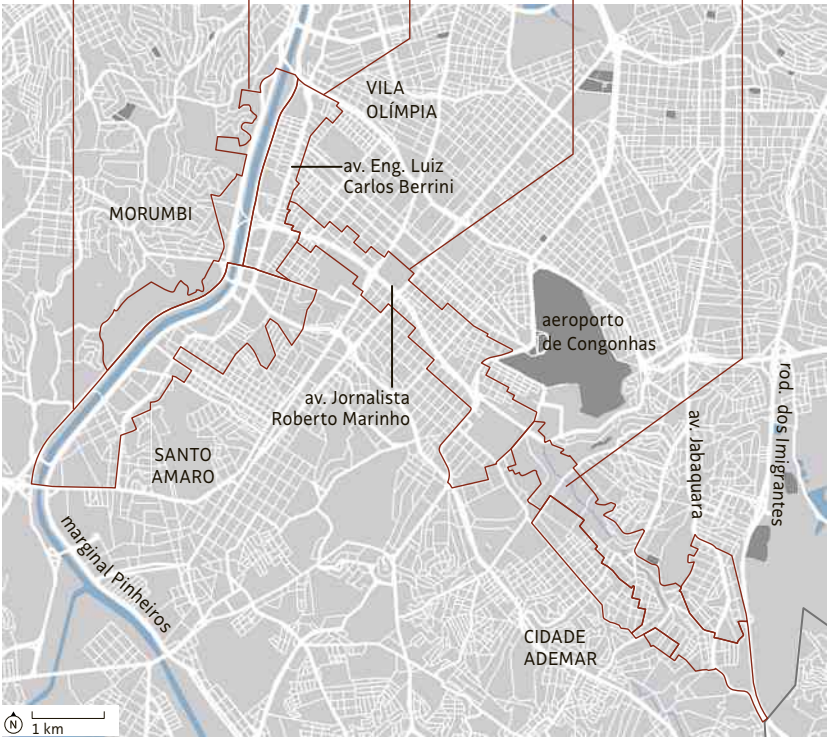 VILA
OLÍMPIA
av. Eng. Luiz
Carlos Berrini
MORUMBI
aeroporto
de Congonhas
av. Jornalista
Roberto Marinho
rod. dos Imigrantes
av. Jabaquara
SANTO
AMARO
marginal Pinheiros
CIDADE
ADEMAR
N
1 km